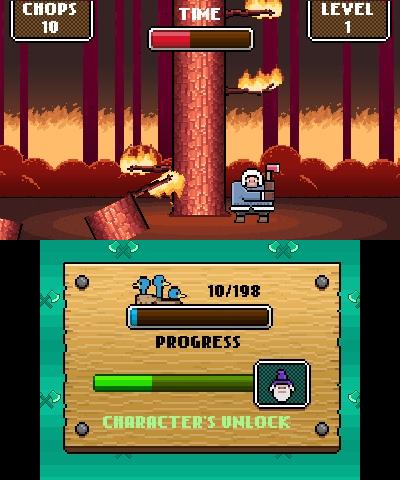 CHOPS
10
TIME
LEVEL
1
10/198
PROGRESS
CHARACTER'S UNLOCK